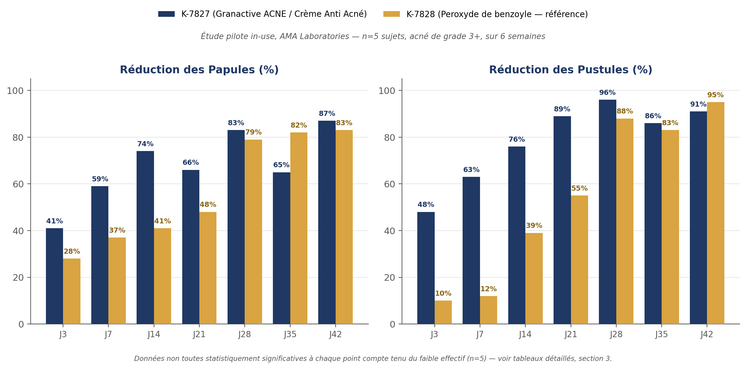 K-7827 (Granactive ACNE / Crème Anti Acné) K-7828 (Peroxyde de benzoyle — référence)
Étude pilote in-use, AMA Laboratories — n=5 sujets, acné de grade 3+, sur 6 semaines
Réduction des Papules (%)
100
80
60
40
20
0
41% 28% 59% 37% 74% 41% 66% 48% 83% 79% 65% 82% 87% 83%
J3 J7 J14 J21 J28 J35 J42
Réduction des Pustules (%)
100
80
60
40
20
0
48% 10% 63% 12% 76% 39% 89% 55% 96% 88% 86% 83% 91% 95%
J3 J7 J14 J21 J28 J35 J42
Données non toutes statistiquement significatives à chaque point compte tenu du faible effectif (n=5) — voir tableaux détaillés, section 3.